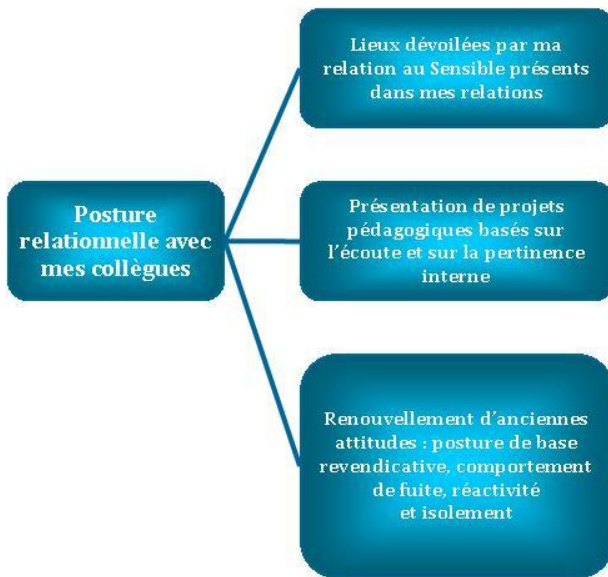 Posture
relationnelle avec
mes collègues
Lieux dévoilées par ma
relation au Sensible présents
dans mes relations
Présentation de projets
pédagogiques basés sur
l'écoute et sur la pertinence
interne
Renouvellement d'anciennes
attitudes : posture de base
revendicative, comportement
de fuite, réactivité
et isolement